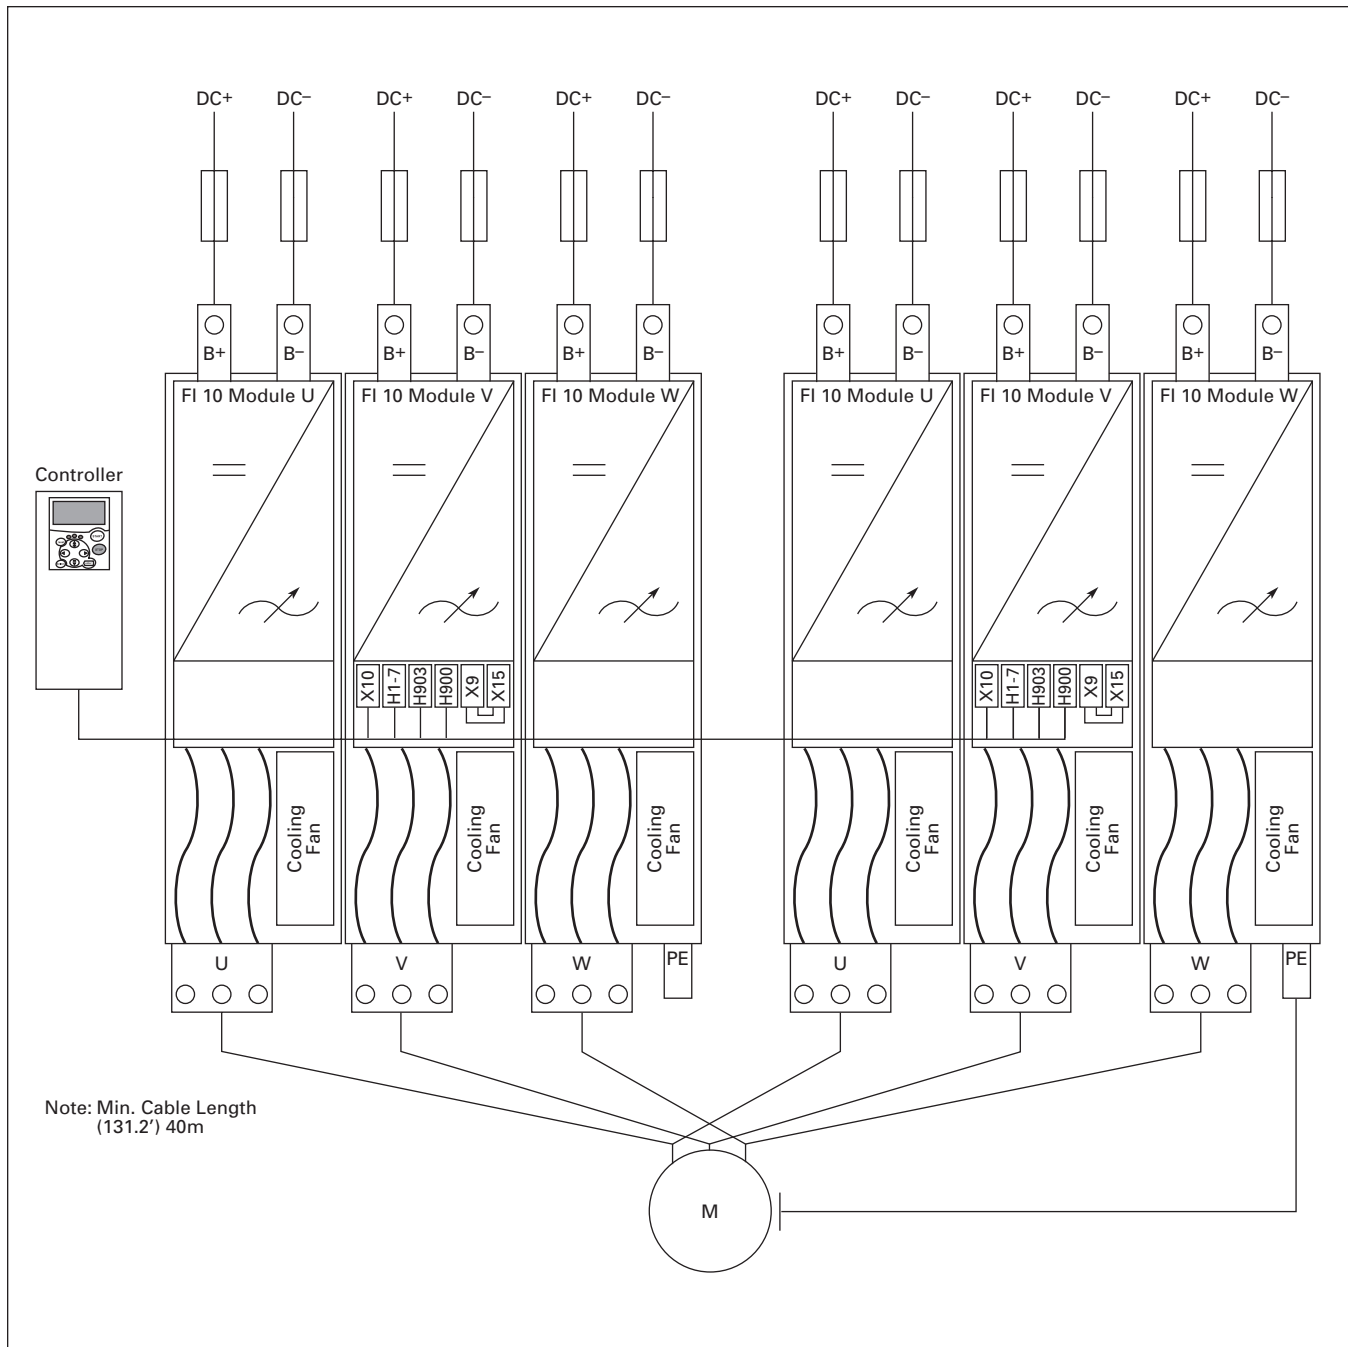 DC+ DC− DC+ DC− DC+ DC− DC+ DC− DC+ DC− DC+ DC−
B+ B− B+ B− B+ B− B+ B− B+ B− B+ B−
FI 10 Module U FI 10 Module V FI 10 Module W FI 10 Module U FI 10 Module V FI 10 Module W
Controller
X10 H1-7 H903 H900 X9 X15 X10 H1-7 H903 H900 X9 X15
Cooling Fan Cooling Fan Cooling Fan Cooling Fan Cooling Fan Cooling Fan
U V W PE U V W PE
Note: Min. Cable Length
(131.2') 40m
M